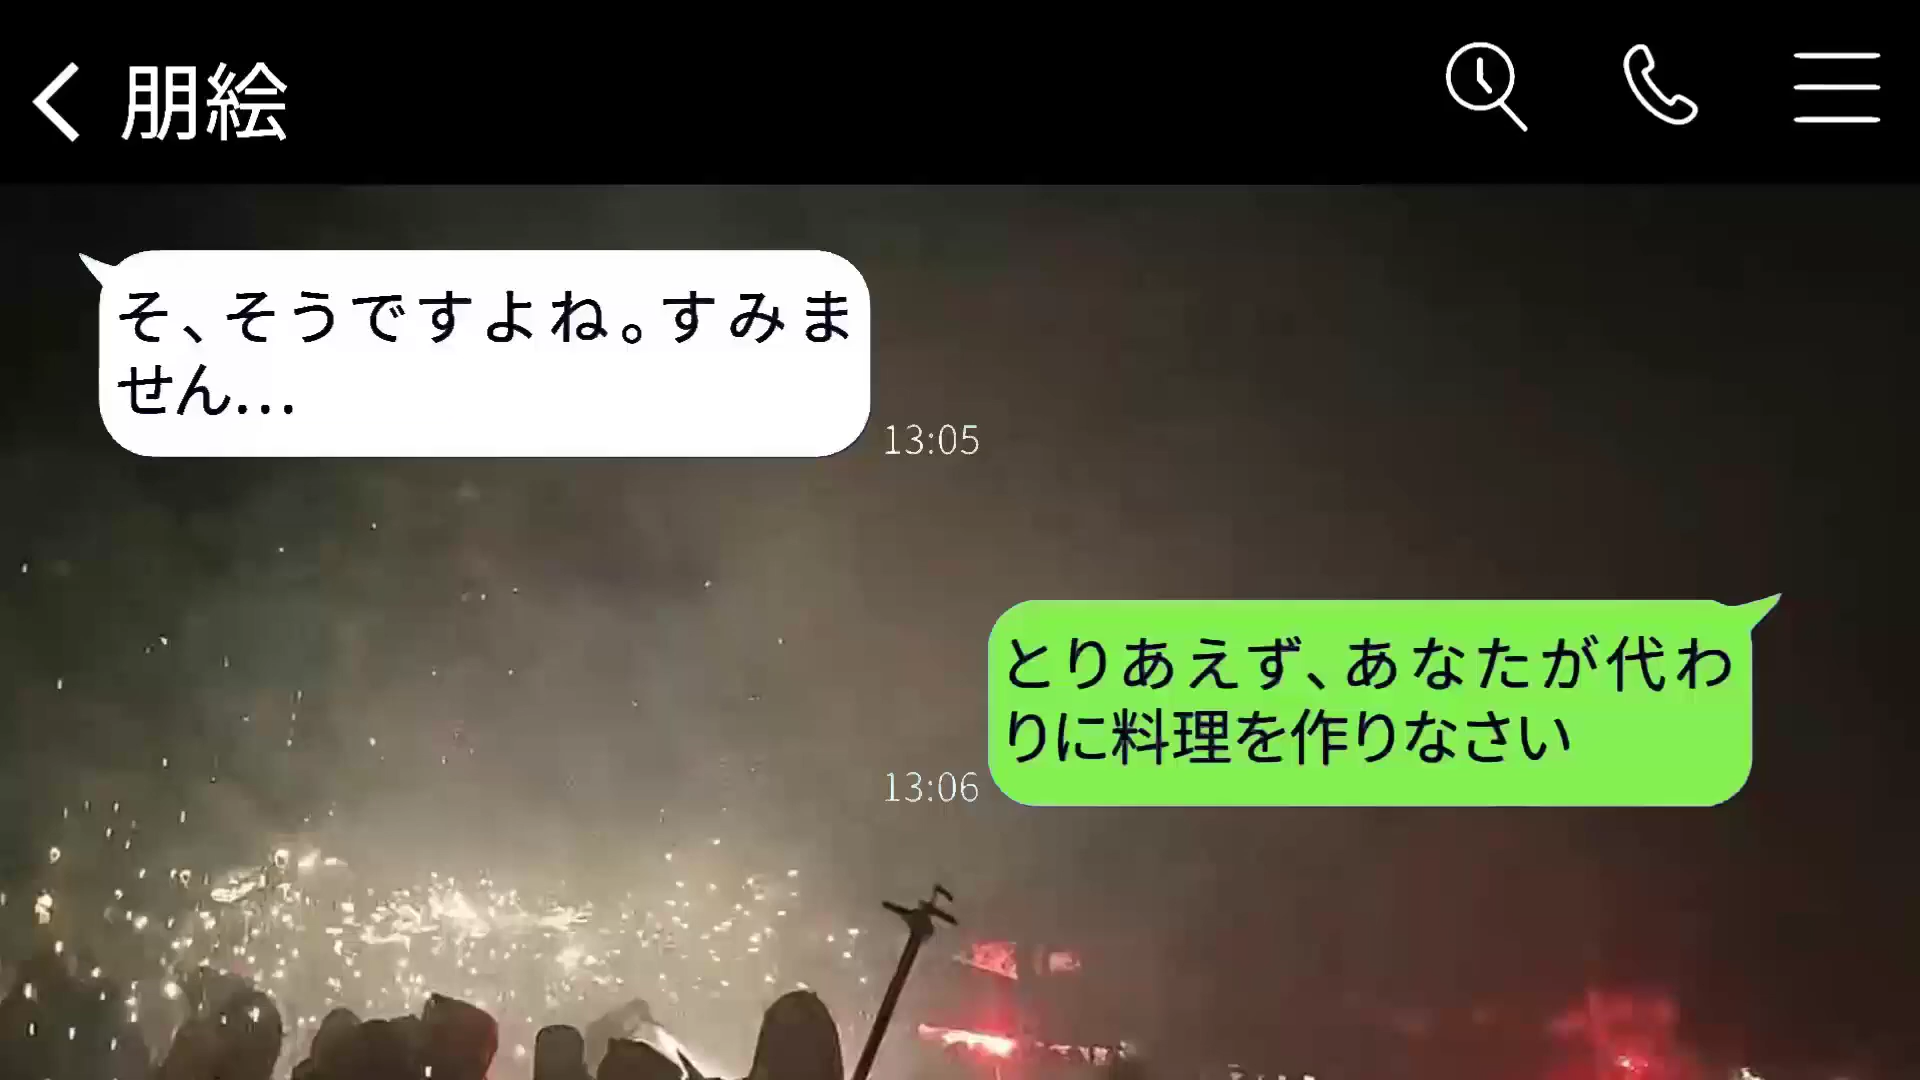 朋絵
そ、そうですよね。すみま
せん...
13:05
とりあえず、あなたが代わ
りに料理を作りなさい
13:06